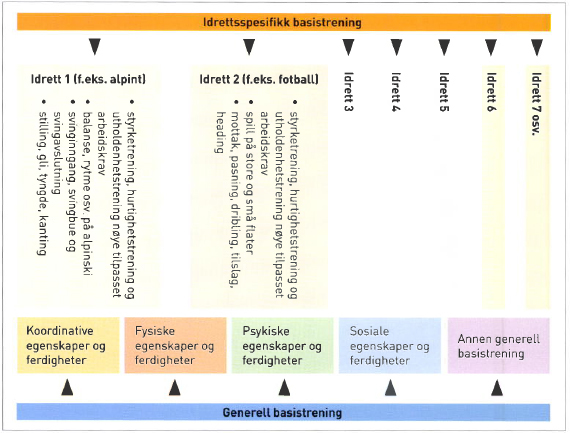 Idrettsspesifikk basistrening
Idrett 1 (f.eks. alpint)
• styrketrening, hurtighetstrening og
utholdenhetstrening nøye tilpasset
arbeidskrav
• balanse, rytme osv. på alpinski
• svinginngang, svingbue og
svingavslutning
• stilling, gli, tyngde, kanting
Idrett 2 (f.eks. fotball)
• styrketrening, hurtighetstrening og
utholdenhetstrening nøye tilpasset
arbeidskrav
• spill på store og små flater
• mottak, pasning, dribling, tilslag,
heading
Idrett 3
Idrett 4
Idrett 5
Idrett 6
Idrett 7 osv.
Koordinative
egenskaper og
ferdigheter
Fysiske
egenskaper og
ferdigheter
Psykiske
egenskaper og
ferdigheter
Sosiale
egenskaper og
ferdigheter
Annen generell
basistrening
Generell basistrening